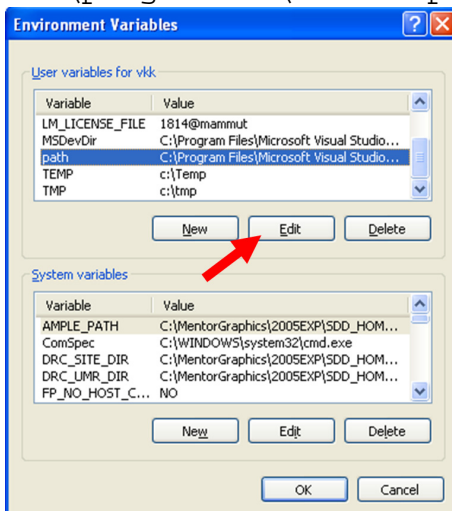 Environment Variables
User variables for vkk
Variable Value
LM_LICENSE_FILE 1814@mammut
MSDevDir C:\Program Files\Microsoft Visual Studio...
path C:\Program Files\Microsoft Visual Studio...
TEMP c:\Temp
TMP c:\tmp
New Edit Delete
System variables
Variable Value
AMPLE_PATH C:\MentorGraphics\2005EXP\SDD_HOM...
ComSpec C:\WINDOWS\system32\cmd.exe
DRC_SITE_DIR C:\MentorGraphics\2005EXP\SDD_HOM...
DRC_UMR_DIR C:\MentorGraphics\2005EXP\SDD_HOM...
FP_NO_HOST_C... NO
New Edit Delete
OK Cancel